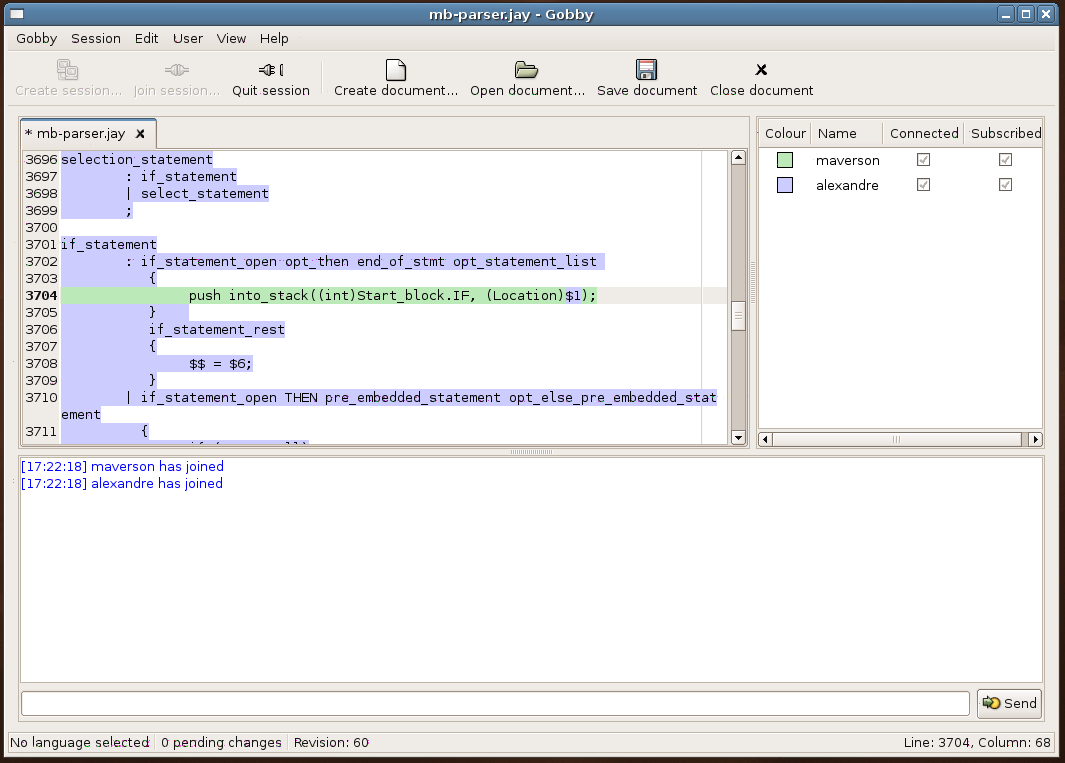 mb-parser.jay - Gobby
Gobby Session Edit User View Help
Create session... Join session... Quit session Create document... Open document... Save document Close document
* mb-parser.jay x
3696 selection_statement
3697 : if_statement
3698 | select_statement
3699 ;
3700
3701 if_statement
3702 : if_statement_open opt_then end_of_stmt opt_statement_list
3703 {
3704 push into_stack((int)Start_block.IF, (Location)$1);
3705 }
3706 if_statement_rest
3707 {
3708 $$ = $6;
3709 }
3710 | if_statement_open THEN pre_embedded_statement opt_else_pre_embedded_stat
ement
3711 {
Colour Name Connected Subscribed
maverson
alexandre
[17:22:18] maverson has joined
[17:22:18] alexandre has joined
Send
No language selected 0 pending changes Revision: 60 Line: 3704, Column: 68